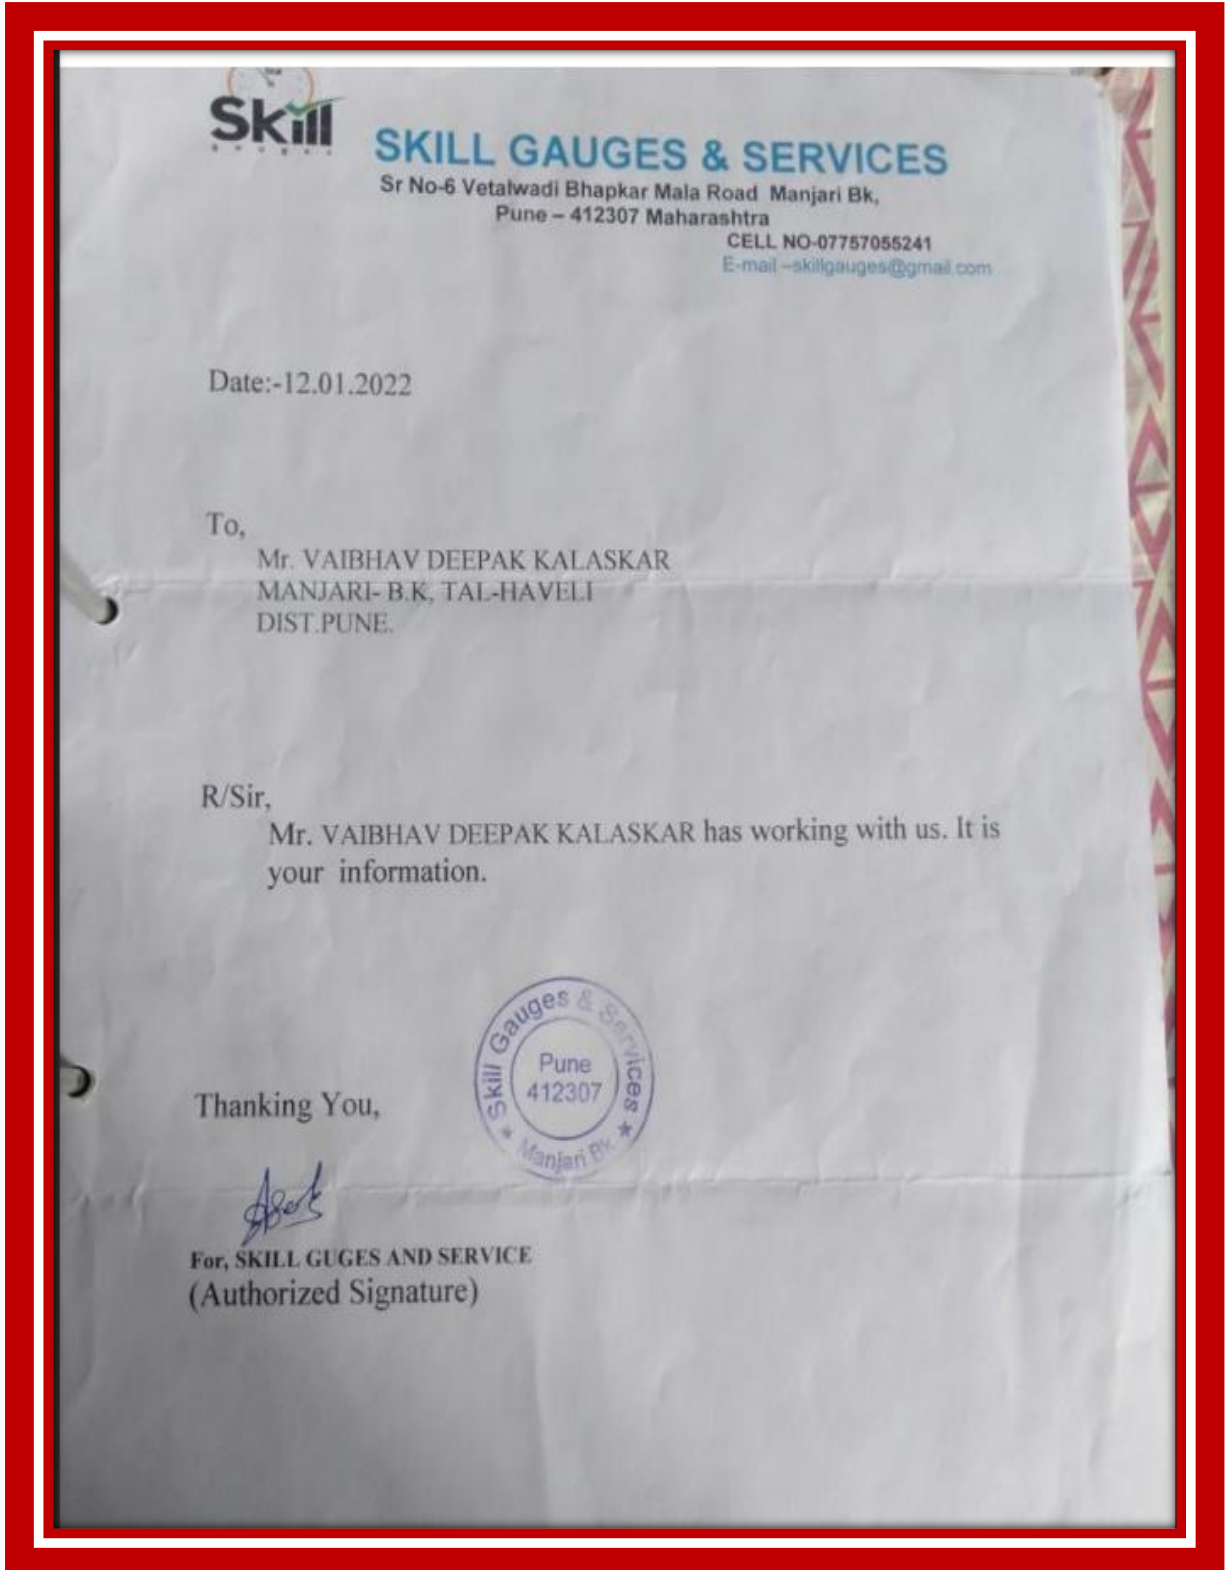 Skill
gauges
SKILL GAUGES & SERVICES
Sr No-6 Vetalwadi Bhapkar Mala Road Manjari Bk,
Pune – 412307 Maharashtra
CELL NO-07757055241
E-mail –skillgauges@gmail.com
Date:-12.01.2022
To,
Mr. VAIBHAV DEEPAK KALASKAR
MANJARI- B.K, TAL-HAVELI
DIST.PUNE.
R/Sir,
Mr. VAIBHAV DEEPAK KALASKAR has working with us. It is
your information.
Skill Gauges & Services
Pune
412307
★ Manjari Bk ★
Thanking You,
For, SKILL GUGES AND SERVICE
(Authorized Signature)